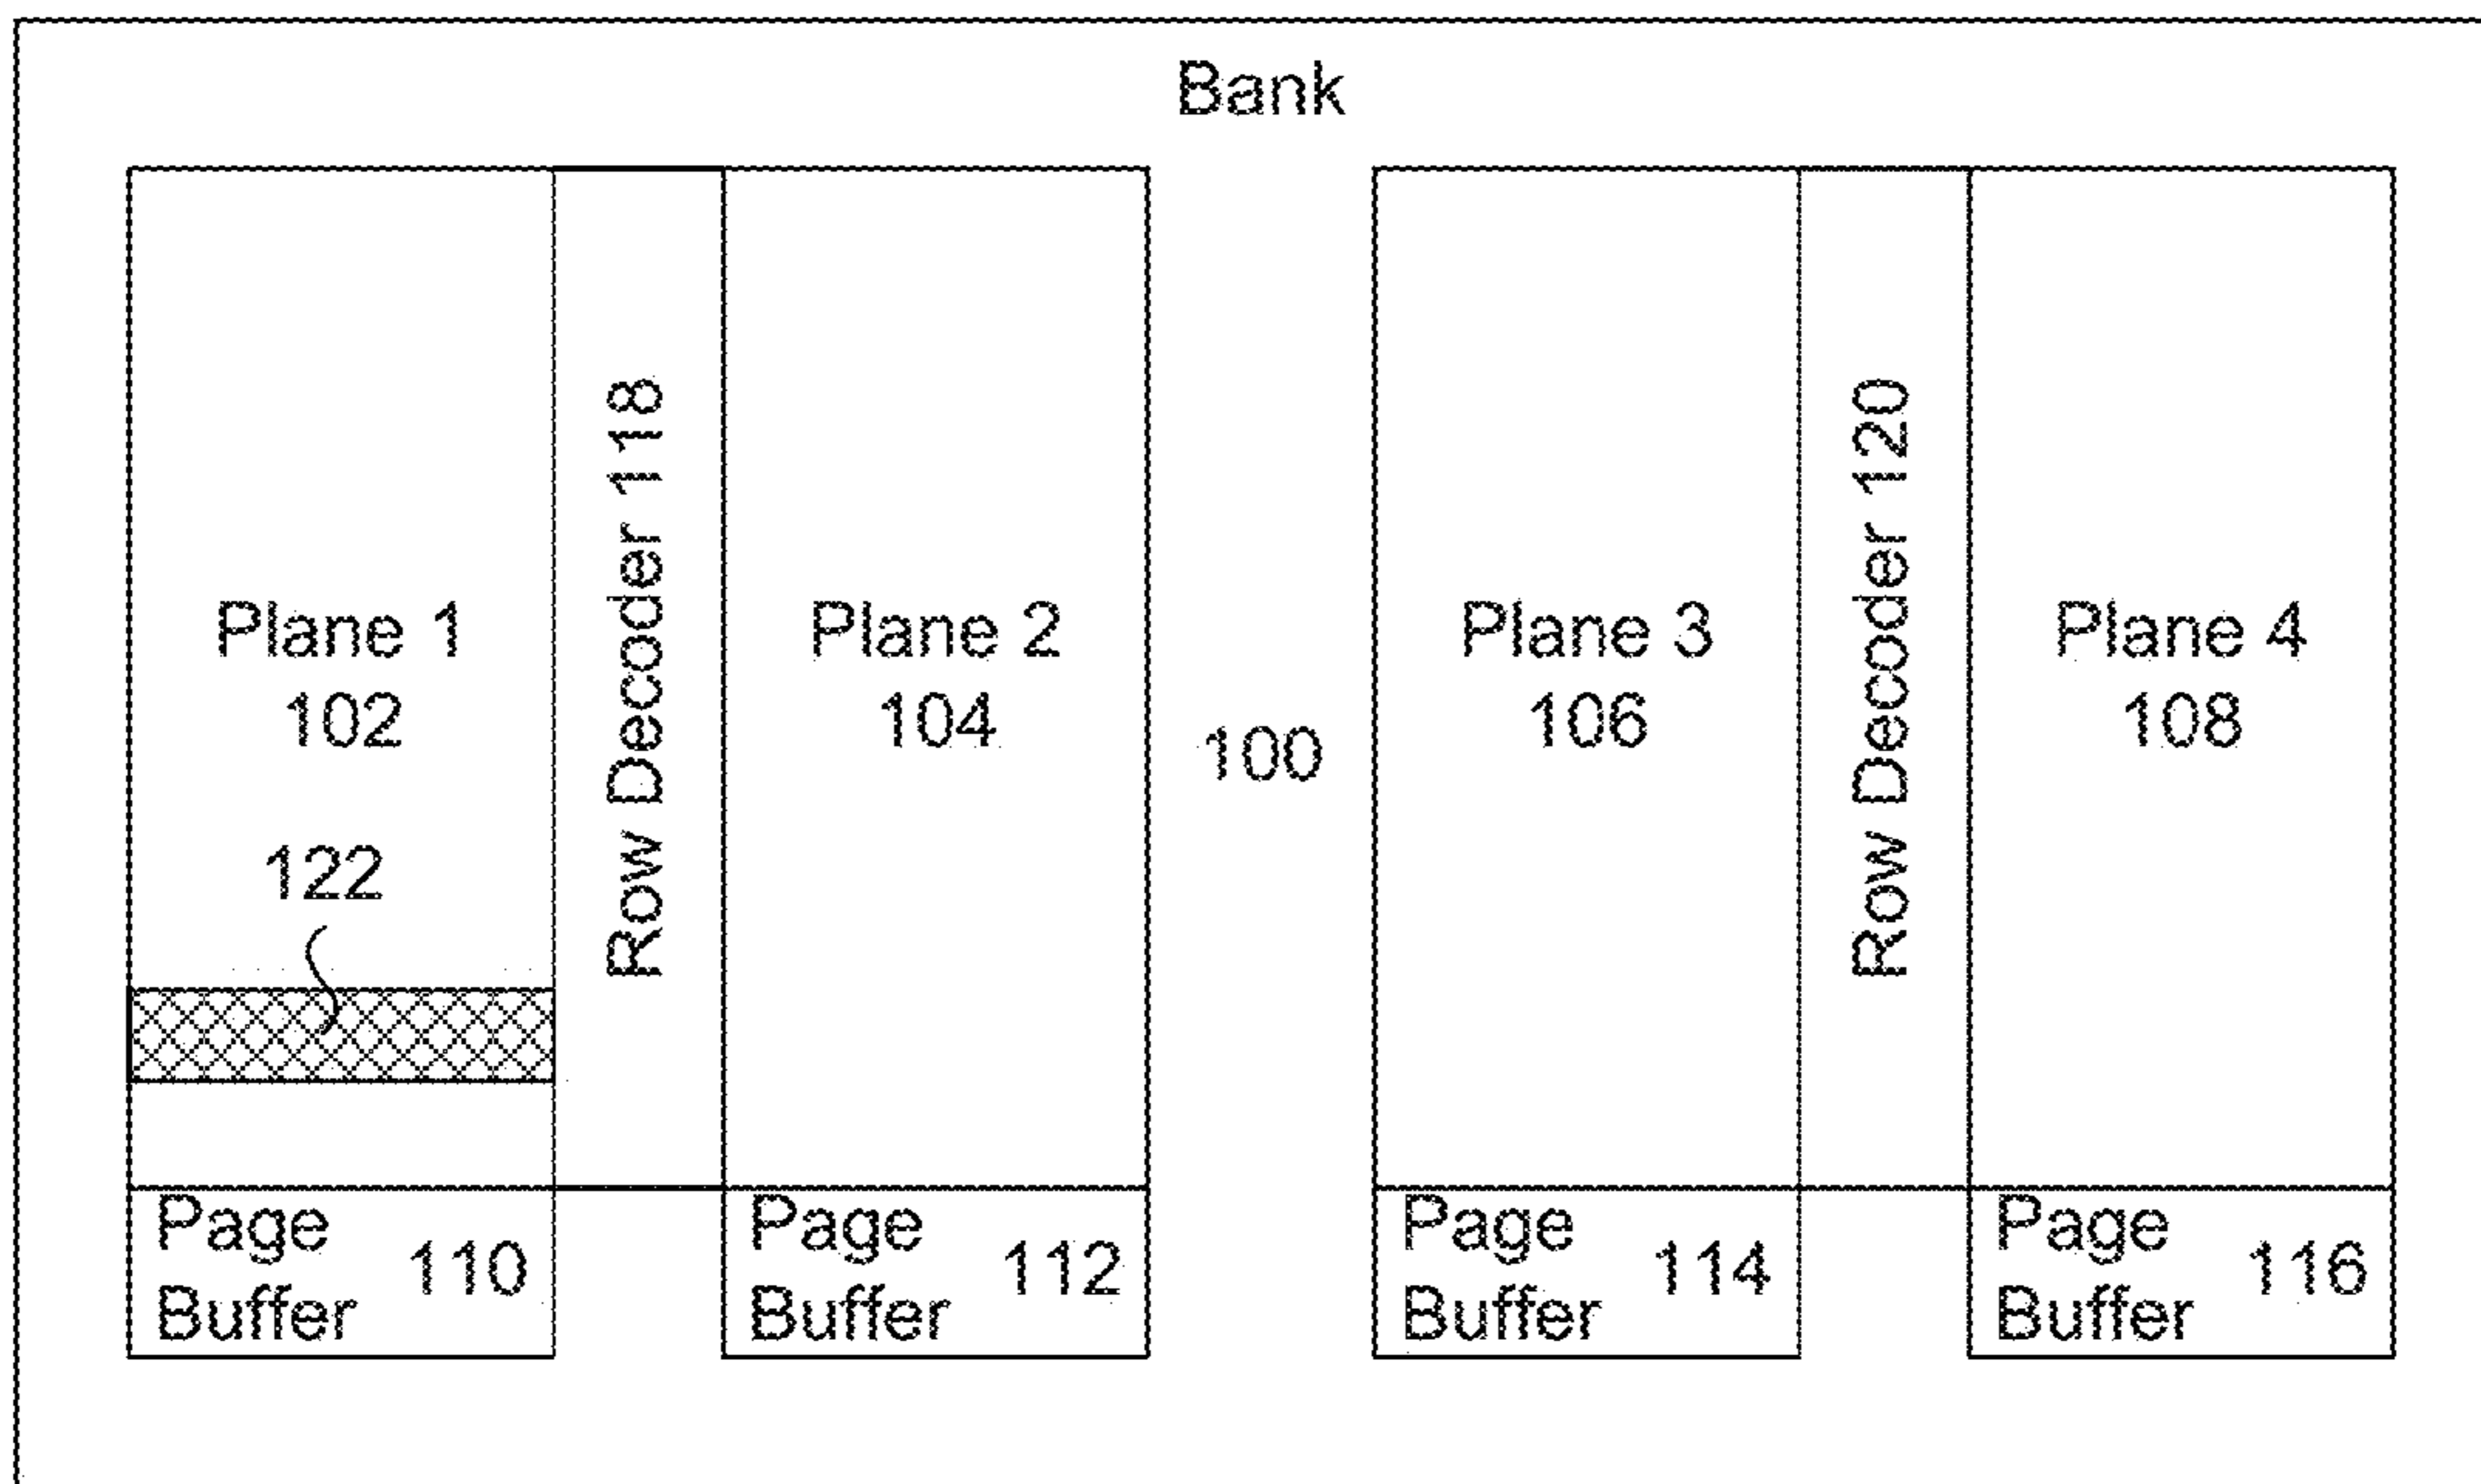 Bank
Plane 1
102
Row Decoder 118
Plane 2
104
100
Plane 3
106
Row Decoder 120
Plane 4
108
122
Page
Buffer
110
Page
Buffer
112
Page
Buffer
114
Page
Buffer
116